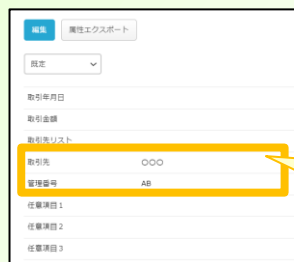 編集 属性エクスポート
既定
取引年月日
取引金額
取引先リスト
取引先 〇〇〇
管理番号 AB
任意項目1
任意項目2
任意項目3